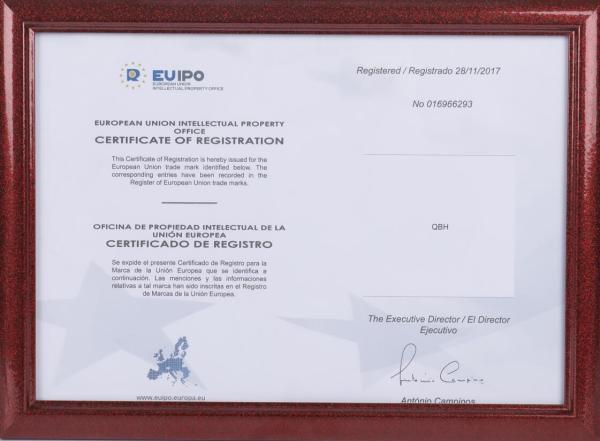 EUIPO
EUROPEAN UNION
INTELLECTUAL PROPERTY OFFICE
EUROPEAN UNION INTELLECTUAL PROPERTY
OFFICE
CERTIFICATE OF REGISTRATION
This Certificate of Registration is hereby issued for the
European Union trade mark identified below. The
corresponding entries have been recorded in the
Register of European Union trade marks.
OFICINA DE PROPIEDAD INTELECTUAL DE LA
UNIÓN EUROPEA
CERTIFICADO DE REGISTRO
Se expide el presente Certificado de Registro para la
Marca de la Unión Europea que se identifica a
continuación. Las menciones y las informaciones
relativas a tal marca han sido inscritas en el Registro
de Marcas de la Unión Europea.
www.euipo.europa.eu
Registered / Registrado 28/11/2017
No 016966293
QBH
The Executive Director / El Director
Ejecutivo
António Campinos